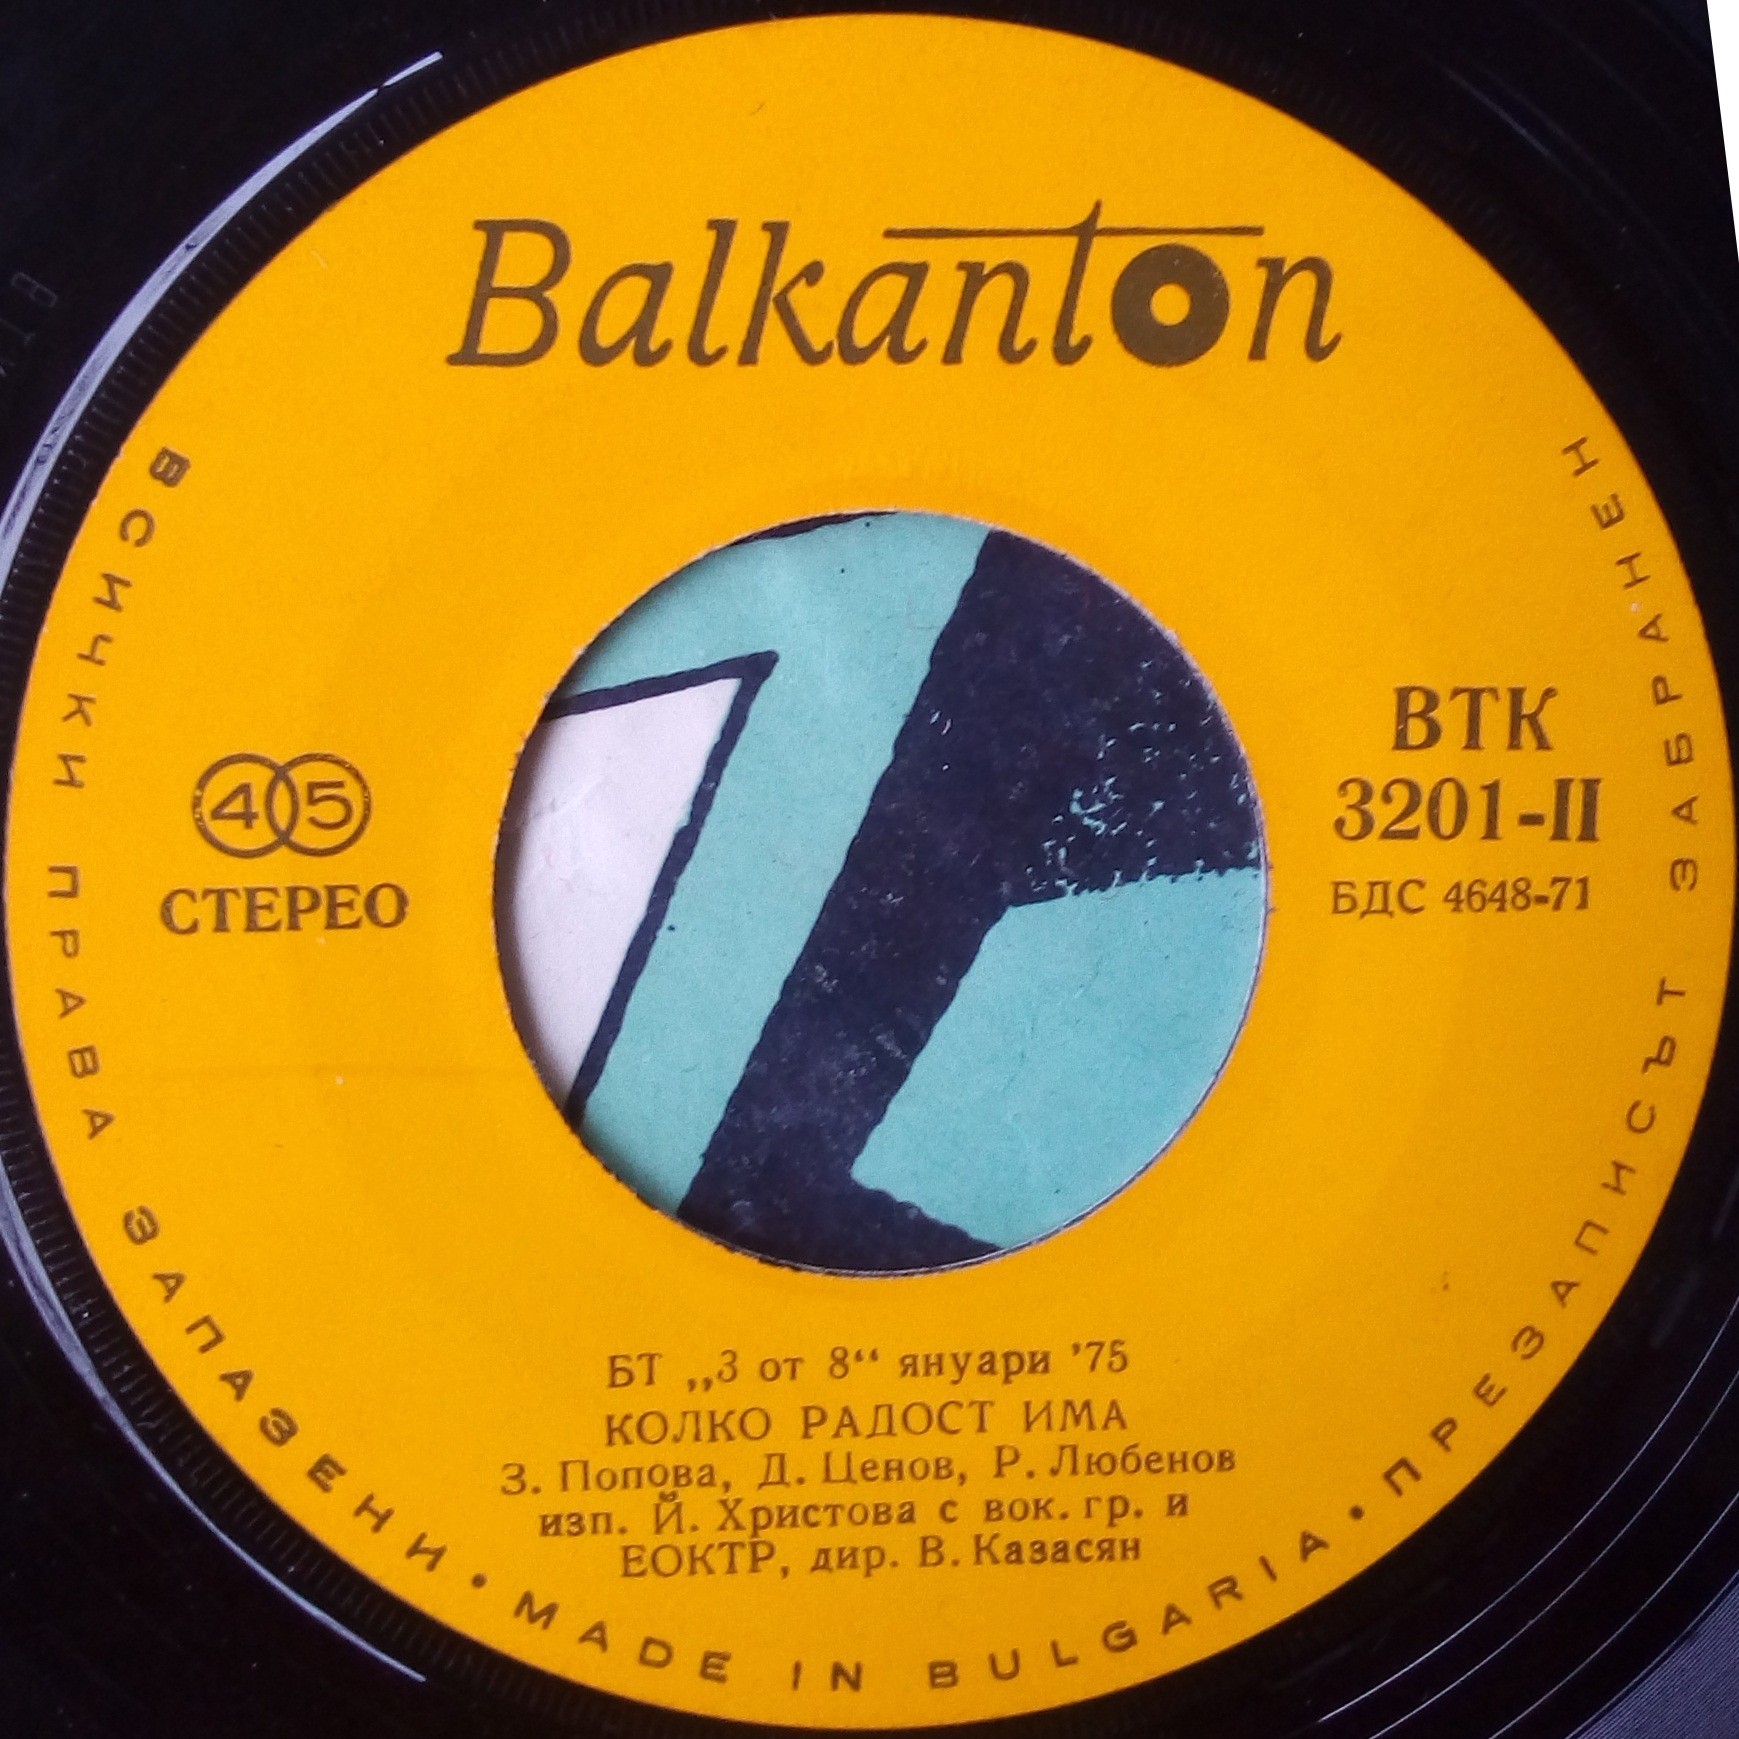 Balkanton
45
СТЕРЕО
ВТК
3201-II
БДС 4648-71
БТ „3 от 8“ януари ’75
КОЛКО РАДОСТ ИМА
З. Попова, Д. Ценов, Р. Любенов
изп. Й. Христова с вок. гр. и
ЕОКТР, дир. В. Казасян
ВСИЧКИ ПРАВА ЗАПАЗЕНИ • MADE IN BULGARIA • ПРЕЗАПИСЪТ ЗАБРАНЕН